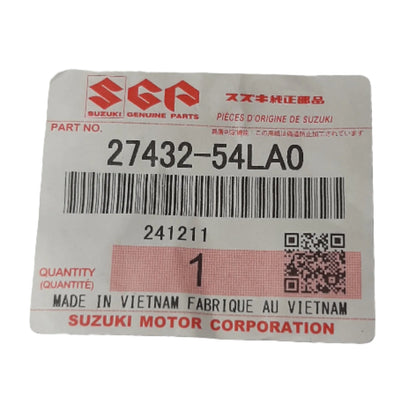 SGP スズキ純正部品
SUZUKI GENUINE PARTS PIÈCES D'ORIGINE DE SUZUKI
PART NO.
27432-54LA0
241211
QUANTITY
(QUANTITÉ)
1
MADE IN VIETNAM FABRIQUE AU VIETNAM
SUZUKI MOTOR CORPORATION